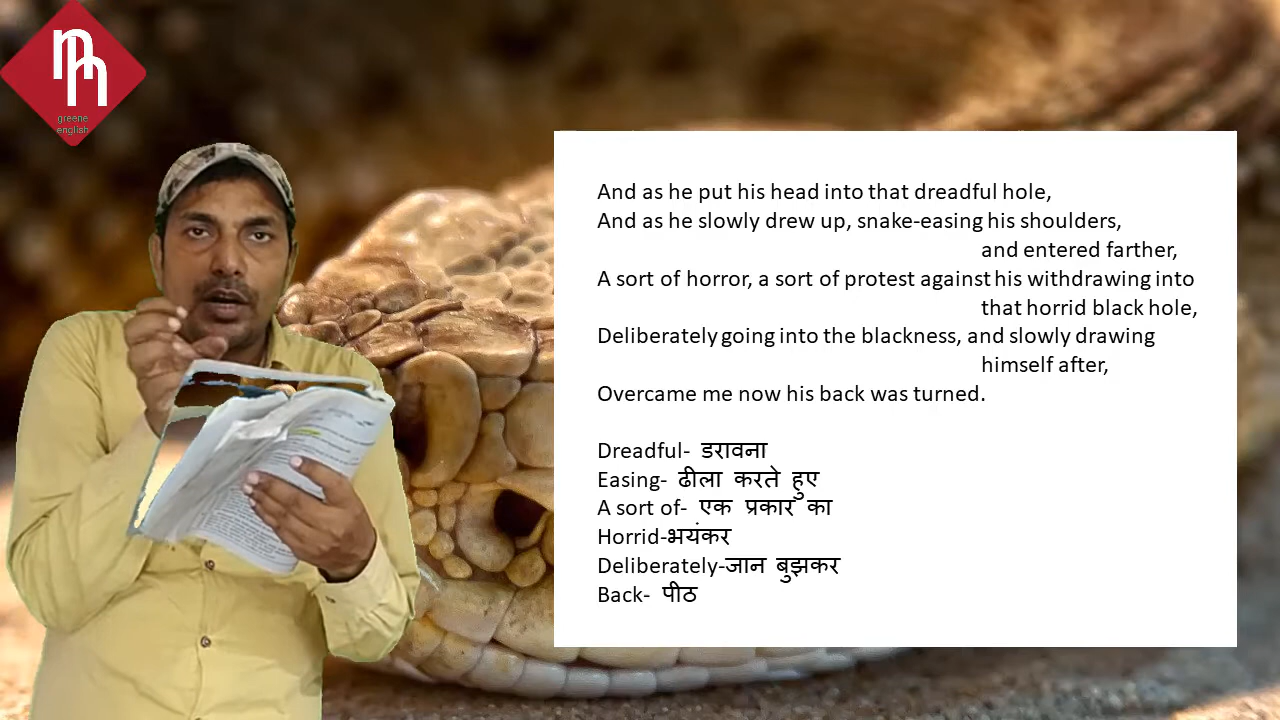 greene
english
And as he put his head into that dreadful hole,
And as he slowly drew up, snake-easing his shoulders,
and entered farther,
A sort of horror, a sort of protest against his withdrawing into
that horrid black hole,
Deliberately going into the blackness, and slowly drawing
himself after,
Overcame me now his back was turned.
Dreadful- डरावना
Easing- ढीला करते हुए
A sort of- एक प्रकार का
Horrid-भयंकर
Deliberately-जान बुझकर
Back- पीठ